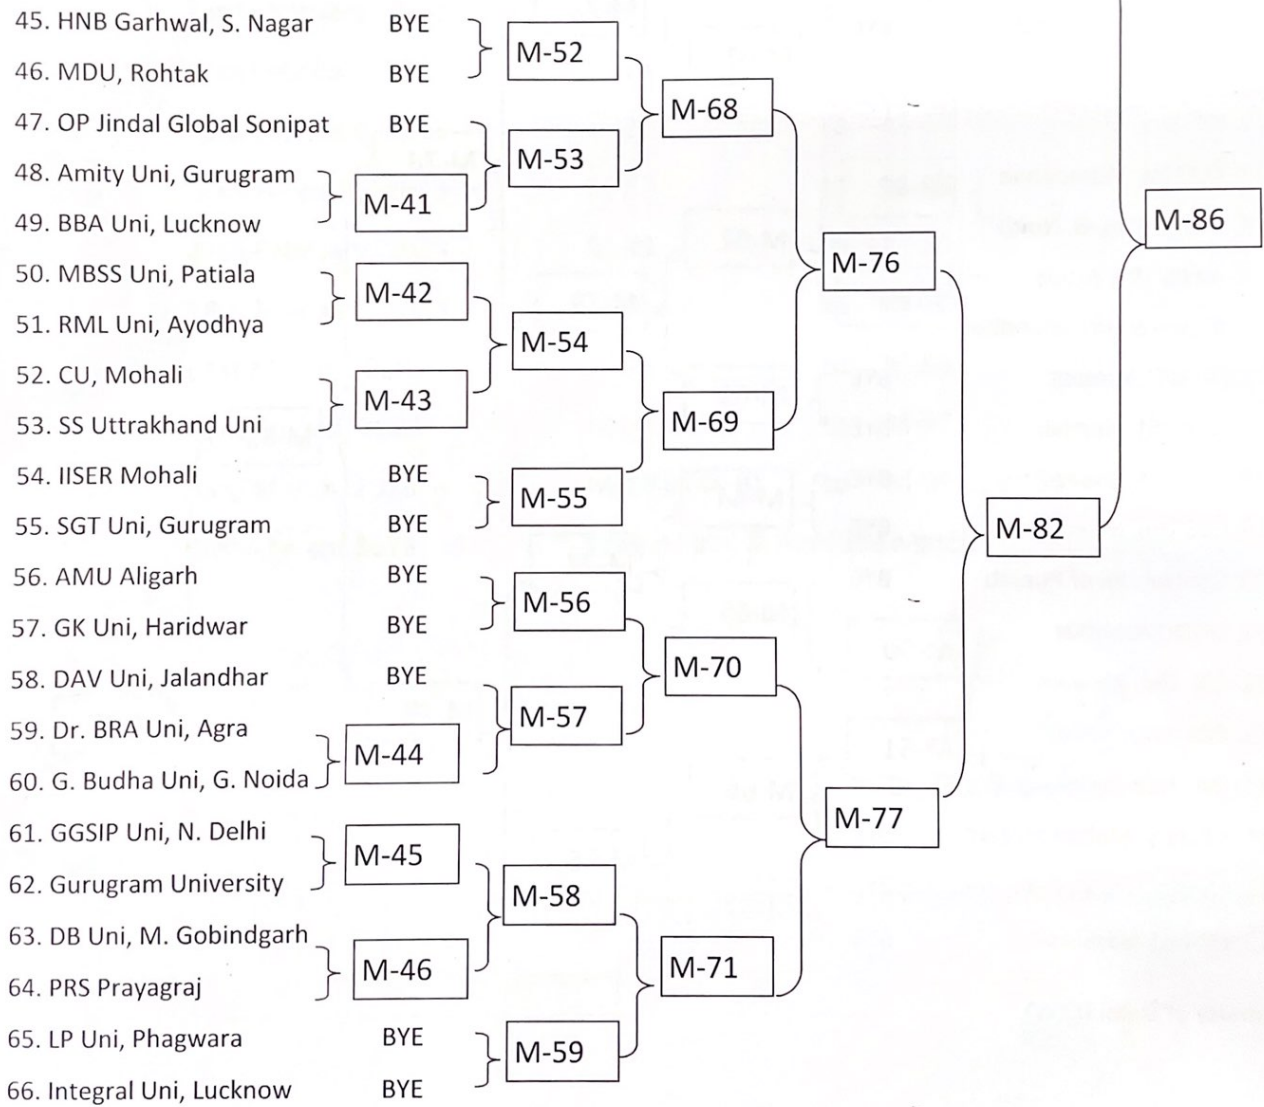 45. HNB Garhwal, S. Nagar BYE
M-52
46. MDU, Rohtak BYE
M-68
47. OP Jindal Global Sonipat BYE
M-53
48. Amity Uni, Gurugram
M-41
49. BBA Uni, Lucknow
M-86
M-76
50. MBSS Uni, Patiala
M-42
51. RML Uni, Ayodhya
M-54
52. CU, Mohali
M-43
M-69
53. SS Uttrakhand Uni
54. IISER Mohali BYE
M-55
55. SGT Uni, Gurugram BYE
M-82
56. AMU Aligarh BYE
M-56
57. GK Uni, Haridwar BYE
M-70
58. DAV Uni, Jalandhar BYE
M-57
59. Dr. BRA Uni, Agra
M-44
60. G. Budha Uni, G. Noida
M-77
61. GGSIP Uni, N. Delhi
M-45
62. Gurugram University
M-58
63. DB Uni, M. Gobindgarh
M-46
M-71
64. PRS Prayagraj
65. LP Uni, Phagwara BYE
M-59
66. Integral Uni, Lucknow BYE